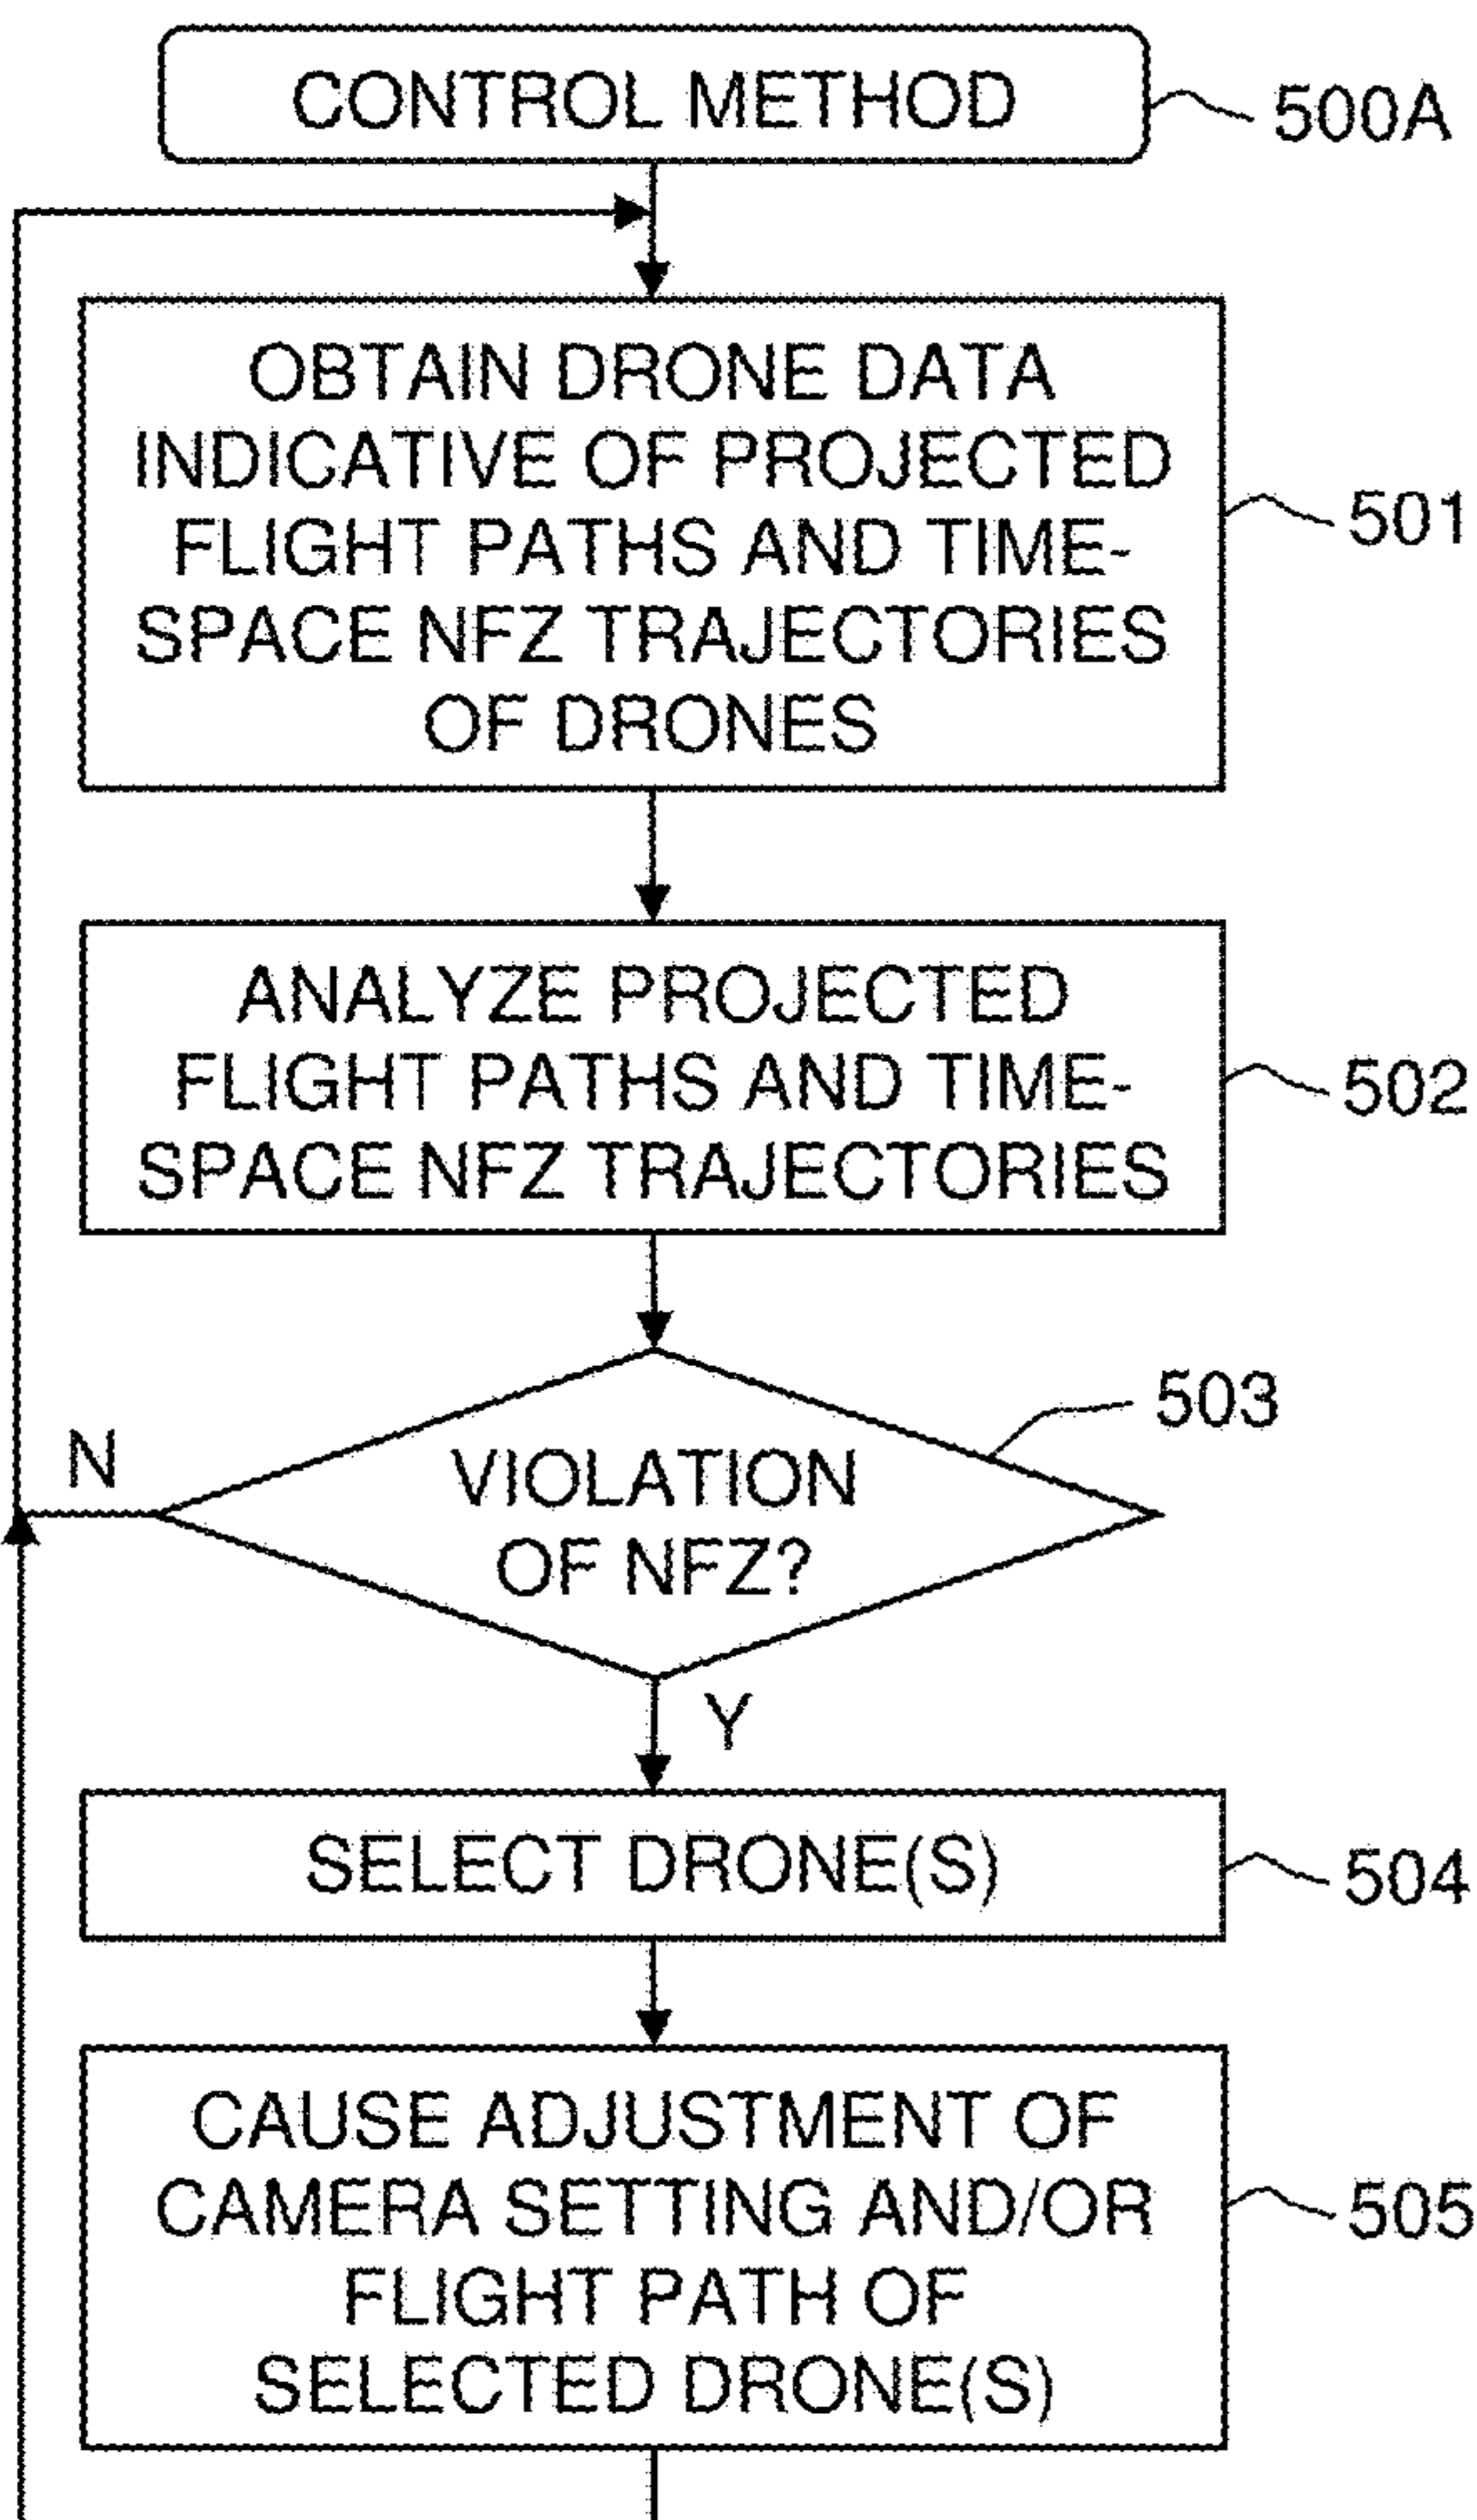 CONTROL METHOD
500A
OBTAIN DRONE DATA
INDICATIVE OF PROJECTED
FLIGHT PATHS AND TIME-
SPACE NFZ TRAJECTORIES
OF DRONES
501
ANALYZE PROJECTED
FLIGHT PATHS AND TIME-
SPACE NFZ TRAJECTORIES
502
503
N
VIOLATION
OF NFZ?
Y
SELECT DRONE(S)
504
CAUSE ADJUSTMENT OF
CAMERA SETTING AND/OR
FLIGHT PATH OF
SELECTED DRONE(S)
505